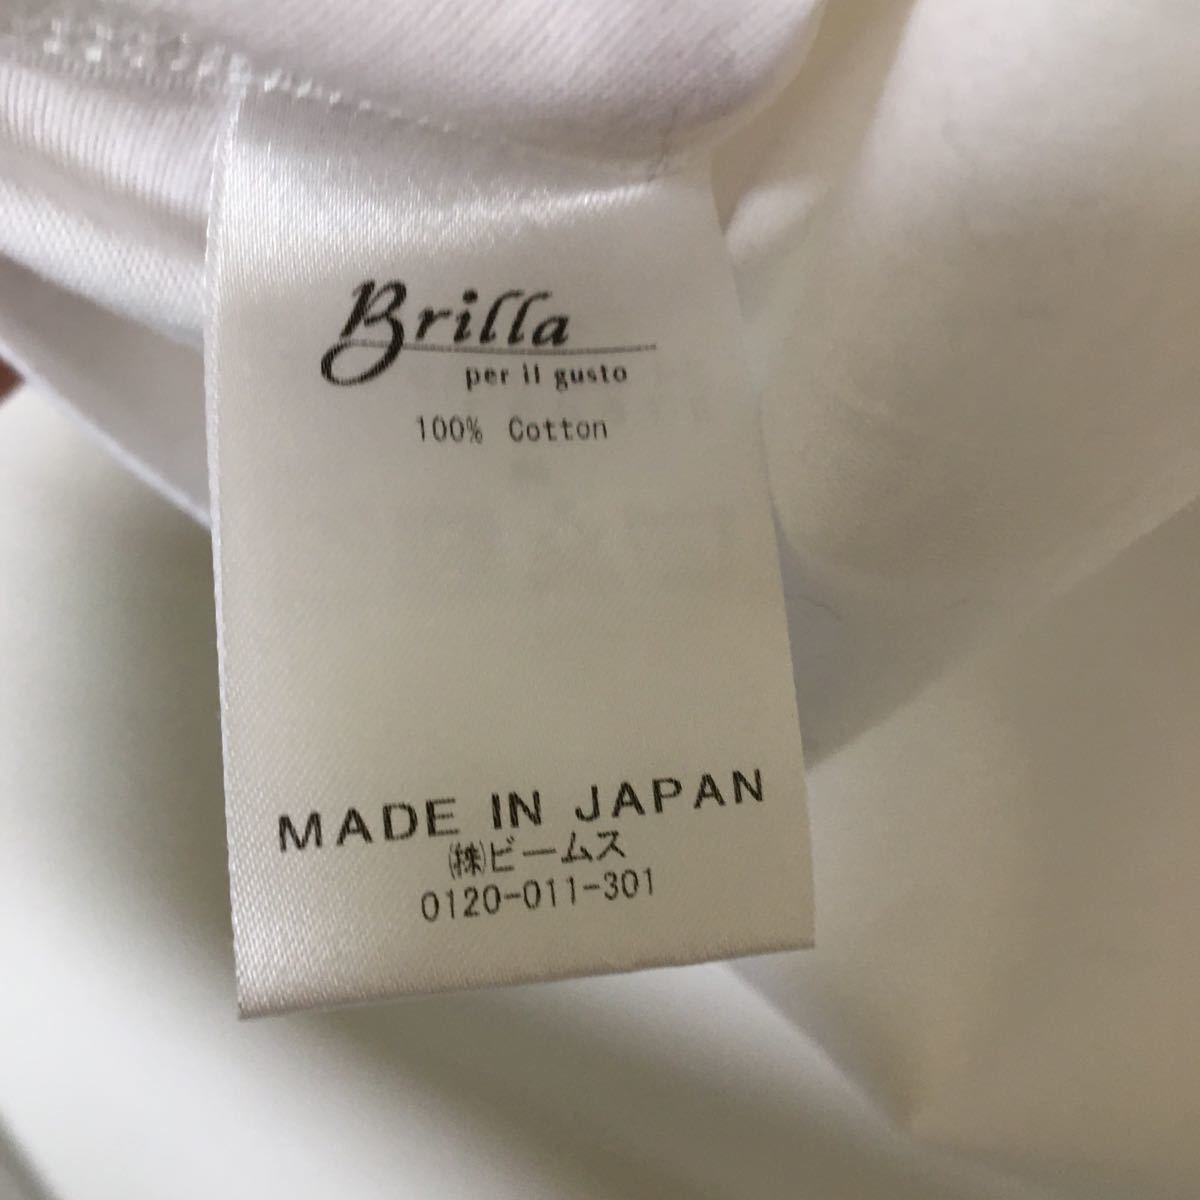 Brilla
per il gusto
100% Cotton
MADE IN JAPAN
㈱ビームス
0120-011-301